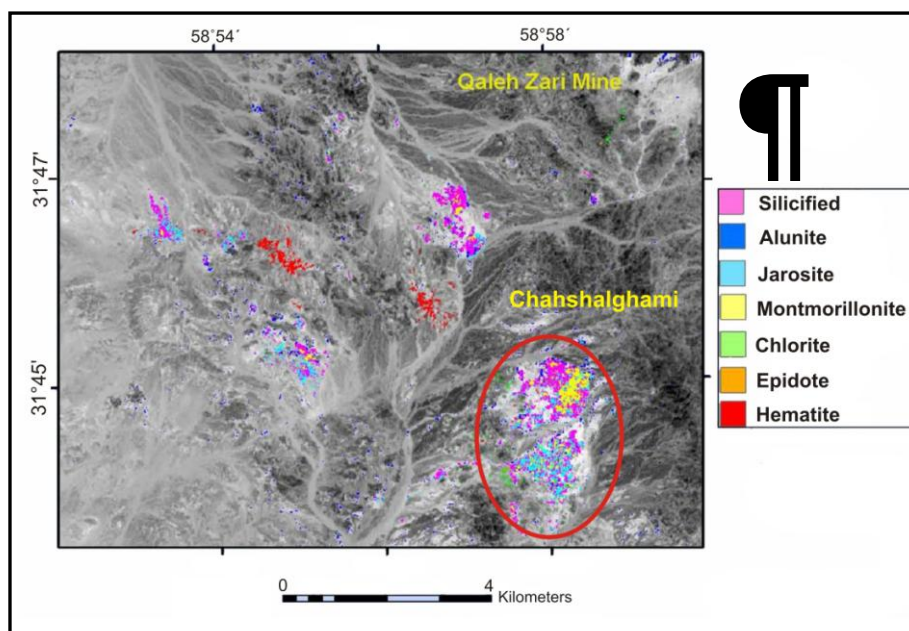 58°54´
58°58´
Qaleh Zari Mine
¶
31°47'
Silicified
Alunite
Jarosite
Chahshalghami
Montmorillonite
Chlorite
31°45'
Epidote
Hematite
0
4
Kilometers